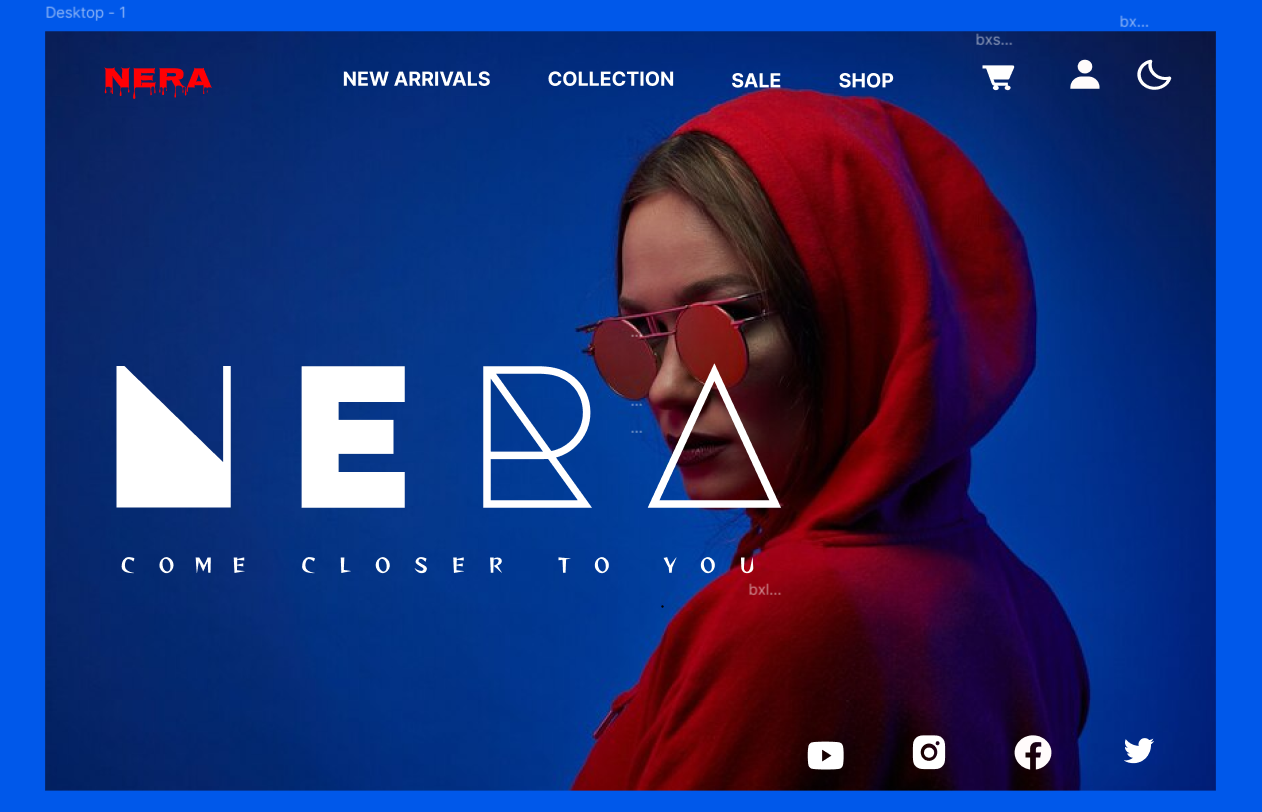 Desktop - 1
bx...
bxs...
NERA
NEW ARRIVALS COLLECTION SALE SHOP
...
...
...
NERA
COME CLOSER TO YOU
bxl...